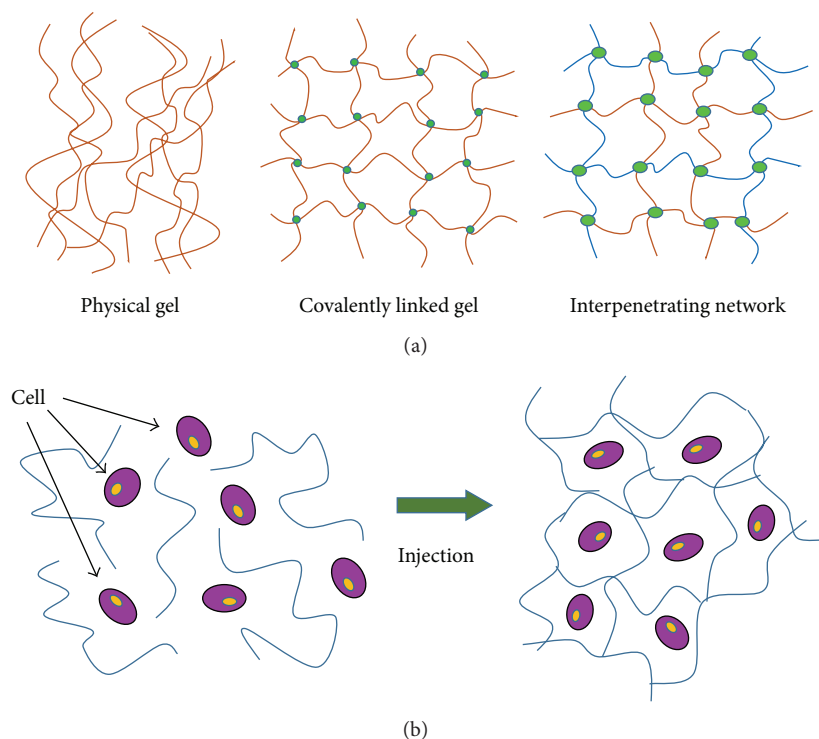 Physical gel
Covalently linked gel
Interpenetrating network
(a)
Cell
Injection
(b)